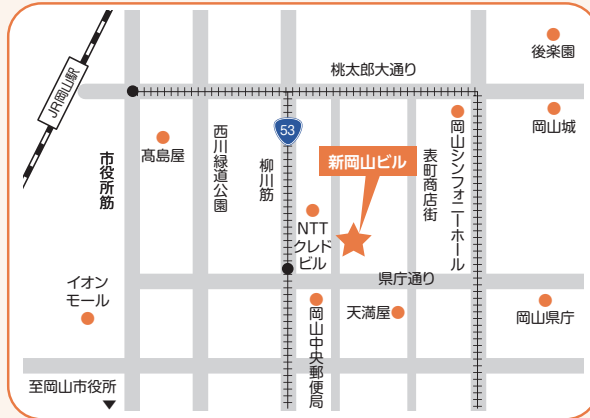 後楽園
桃太郎大通り
JR岡山駅
岡山城
53
髙島屋
市役所筋
西川緑道公園
柳川筋
新岡山ビル
表町商店街
岡山シンフォニーホール
NTT
クレド
ビル
県庁通り
イオン
モール
岡山中央郵便局
天満屋
岡山県庁
至岡山市役所